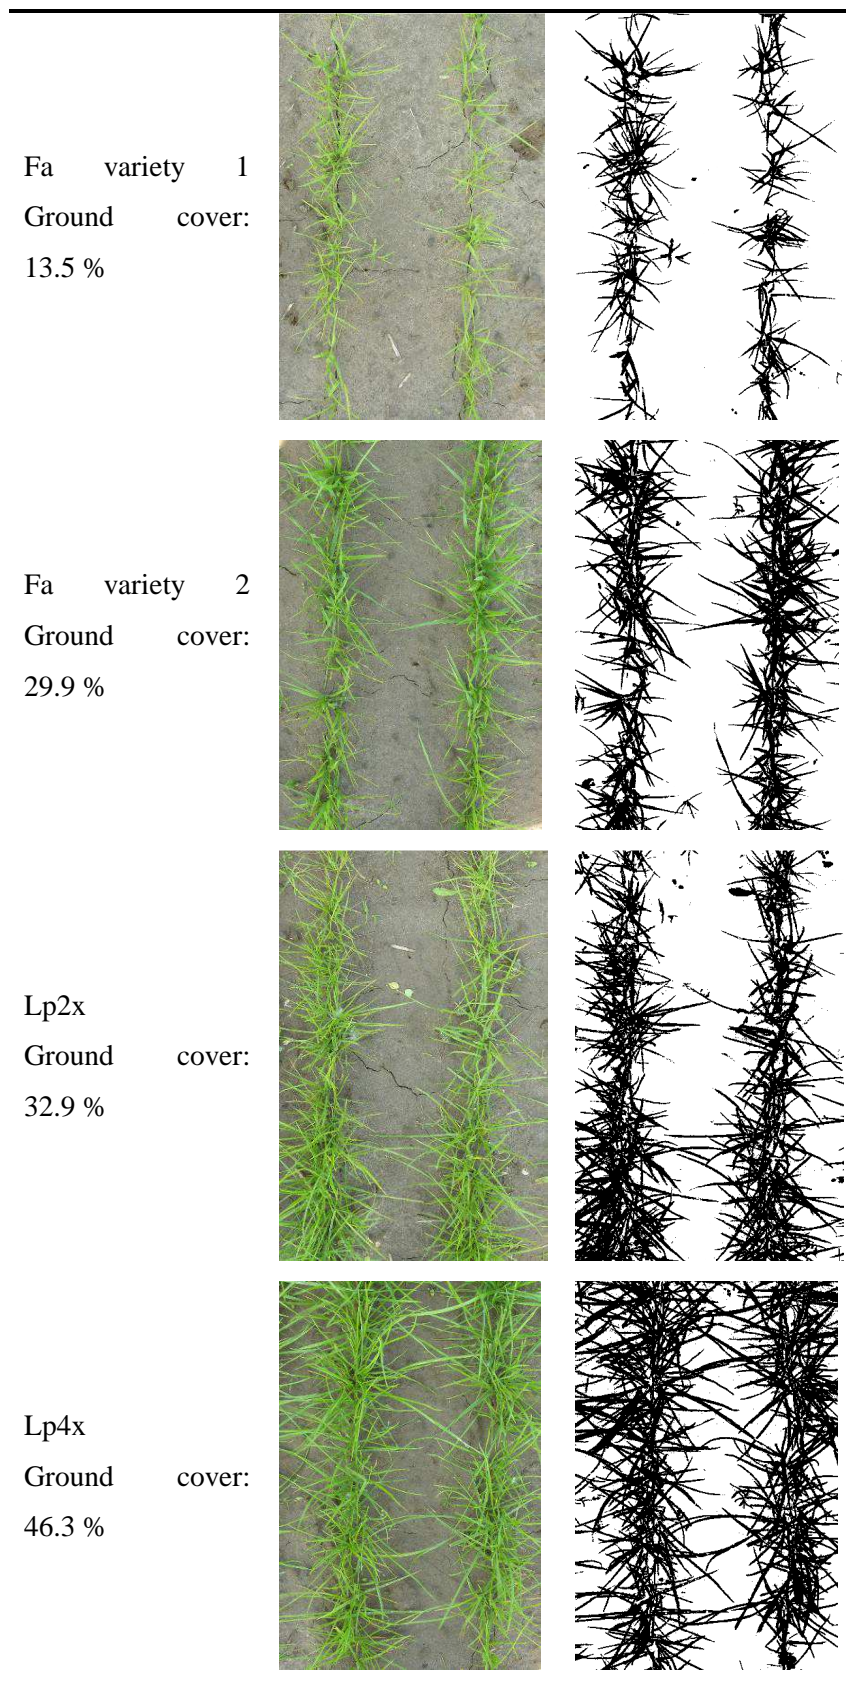 Fa variety 1
Ground cover:
13.5 %
Fa variety 2
Ground cover:
29.9 %
Lp2x
Ground cover:
32.9 %
Lp4x
Ground cover:
46.3 %